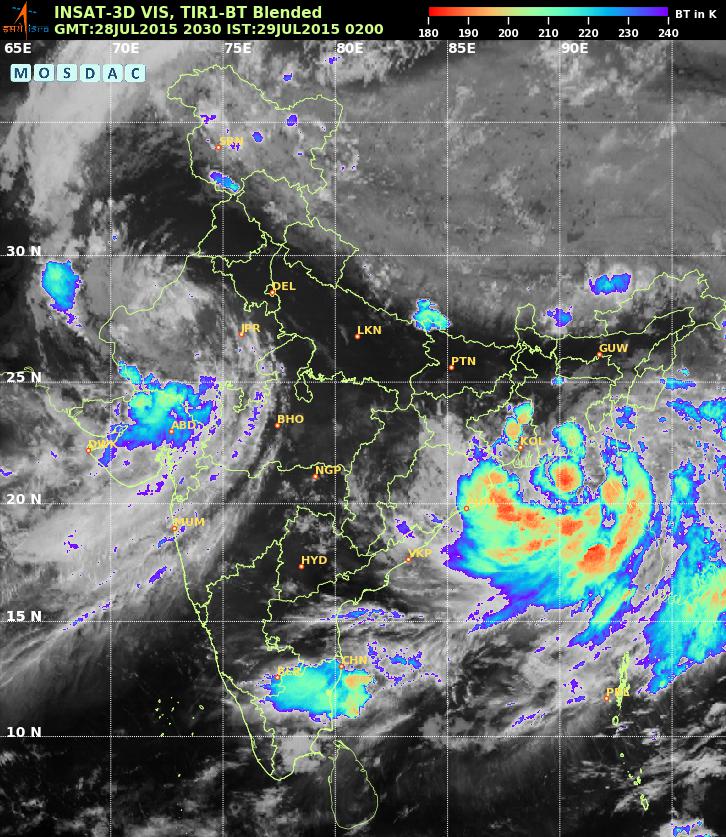 INSAT-3D VIS, TIR1-BT Blended
GMT:28JUL2015 2030 IST:29JUL2015 0200
BT in K
180 190 200 210 220 230 240
65E 70E 75E 80E 85E 90E
MOSDAC
SRN
30 N
DEL
JPR
LKN
GUW
PTN
25 N
ABD
BHO
KOL
DWK
NGP
20 N
MUM
VKP
HYD
15 N
CHN
PBL
10 N